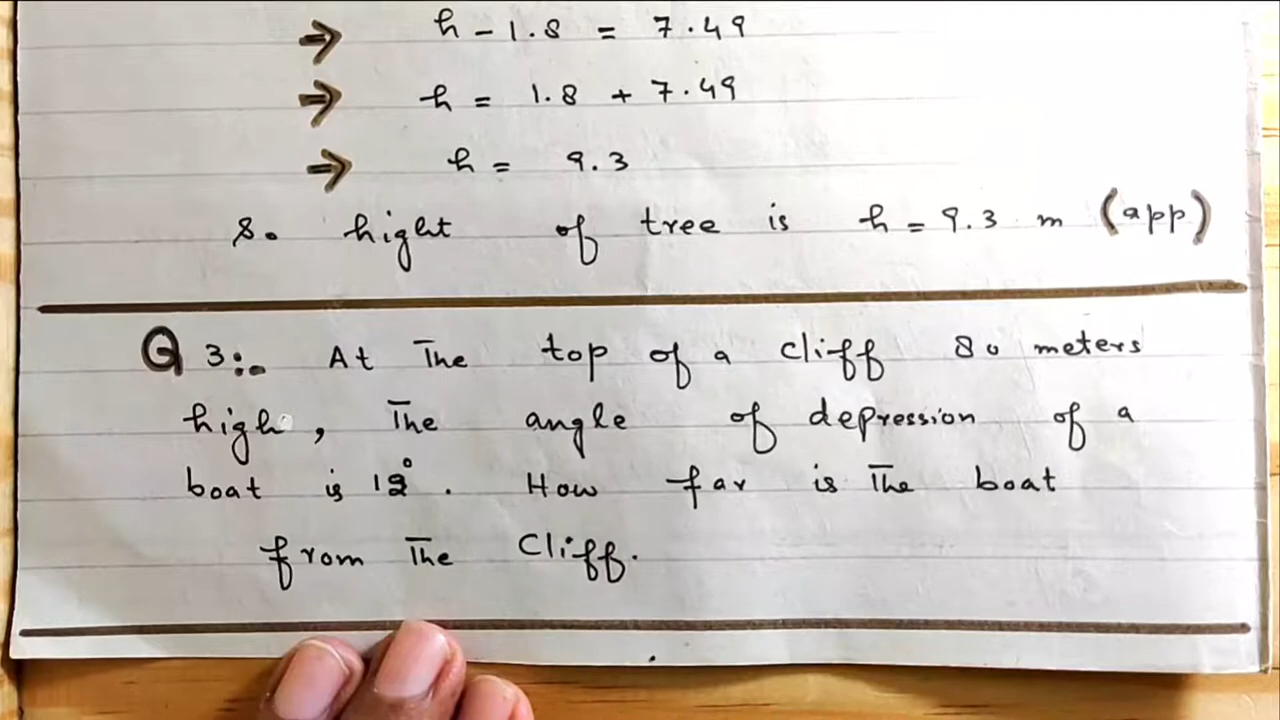 ⇒ h - 1.8 = 7.49
⇒ h = 1.8 + 7.49
⇒ h = 9.3
So hight of tree is h = 9.3 m (app)
Q 3:- At The top of a cliff 80 meters
high, The angle of depression of a
boat is 12°. How far is The boat
from The Cliff.